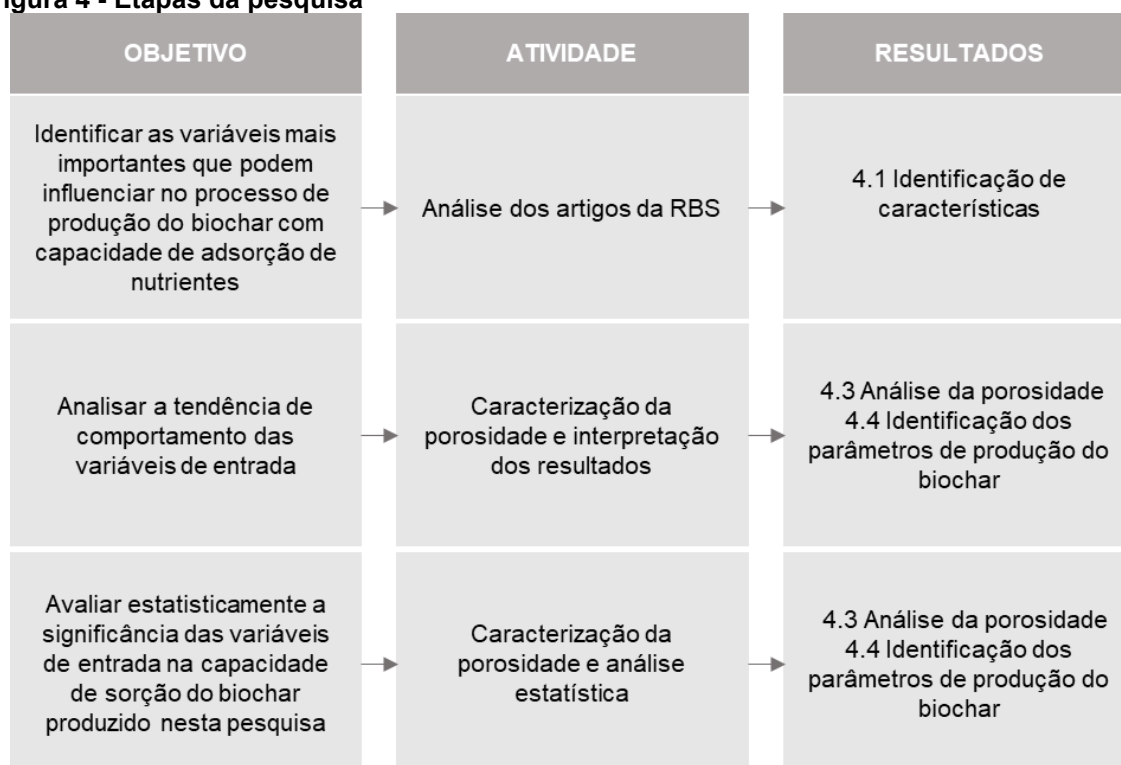 Figura 4 - Etapas da pesquisa
OBJETIVO
ATIVIDADE
RESULTADOS
Identificar as variáveis mais
importantes que podem
influenciar no processo de
produção do biochar com
capacidade de adsorção de
nutrientes
Análise dos artigos da RBS
4.1 Identificação de
características
Analisar a tendência de
comportamento das
variáveis de entrada
Caracterização da
porosidade e interpretação
dos resultados
4.3 Análise da porosidade
4.4 Identificação dos
parâmetros de produção do
biochar
Avaliar estatisticamente a
significância das variáveis
de entrada na capacidade
de sorção do biochar
produzido nesta pesquisa
Caracterização da
porosidade e análise
estatística
4.3 Análise da porosidade
4.4 Identificação dos
parâmetros de produção do
biochar